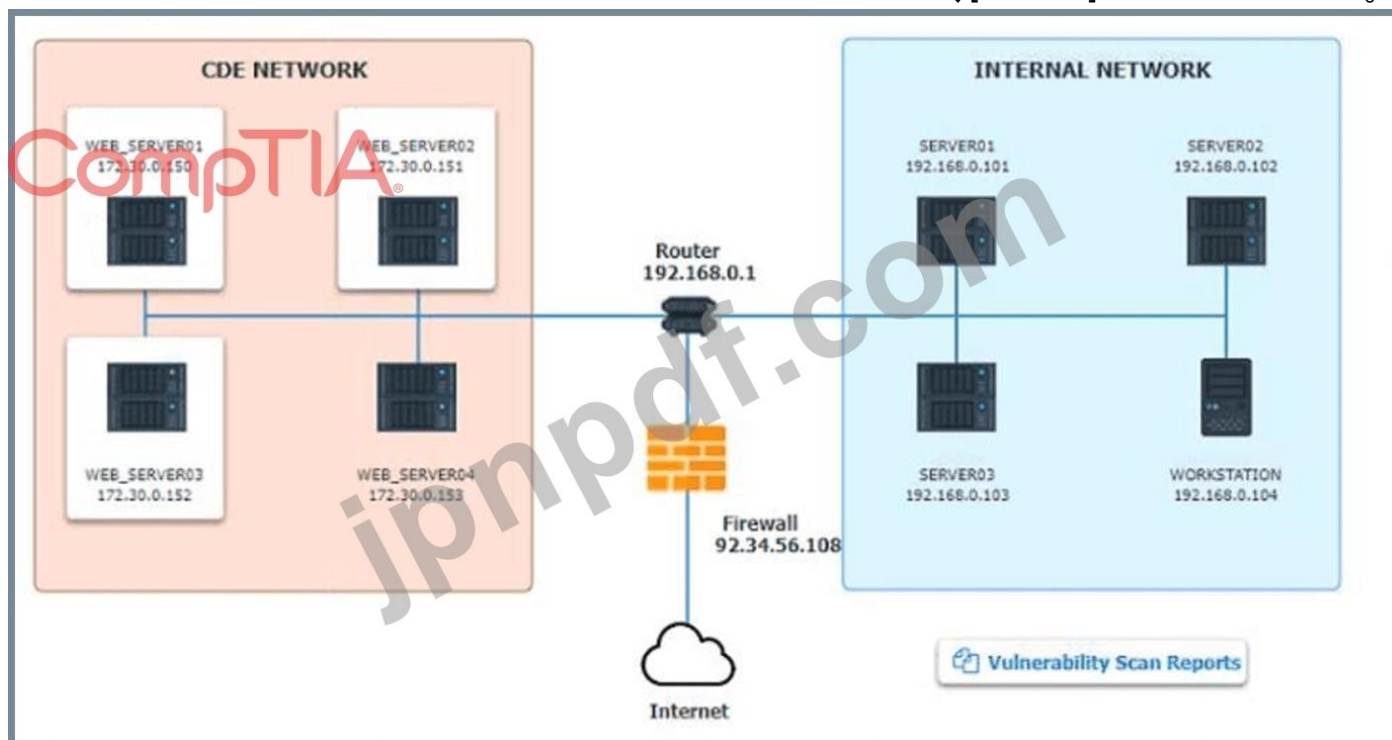 CDE NETWORK
INTERNAL NETWORK
CompTIA®
WEB_SERVER01
172.30.0.150
WEB_SERVER02
172.30.0.151
SERVER01
192.168.0.101
SERVER02
192.168.0.102
Router
192.168.0.1
WEB_SERVER03
172.30.0.152
WEB_SERVER04
172.30.0.153
SERVER03
192.168.0.103
WORKSTATION
192.168.0.104
Firewall
92.34.56.108
jpnpdf.com
Vulnerability Scan Reports
Internet